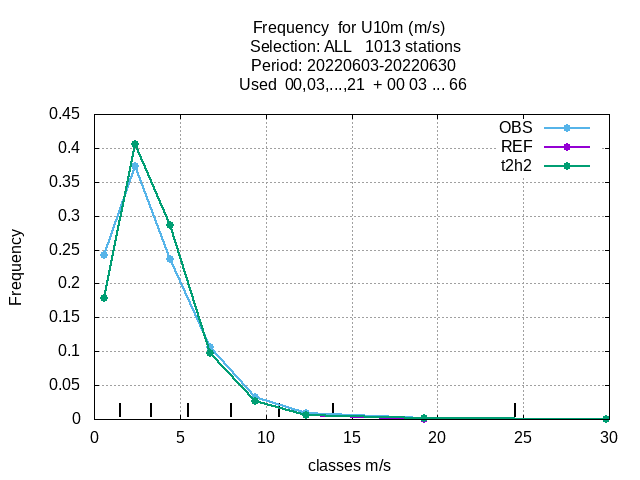 Frequency  for U10m (m/s)
Selection: ALL   1013 stations
Period: 20220603-20220630
Used  00,03,...,21  + 00 03 ... 66
0.45
0.4
0.35
0.3
0.25
0.2
0.15
0.1
0.05
0
Frequency
OBS
REF
t2h2
0 5 10 15 20 25 30
classes m/s